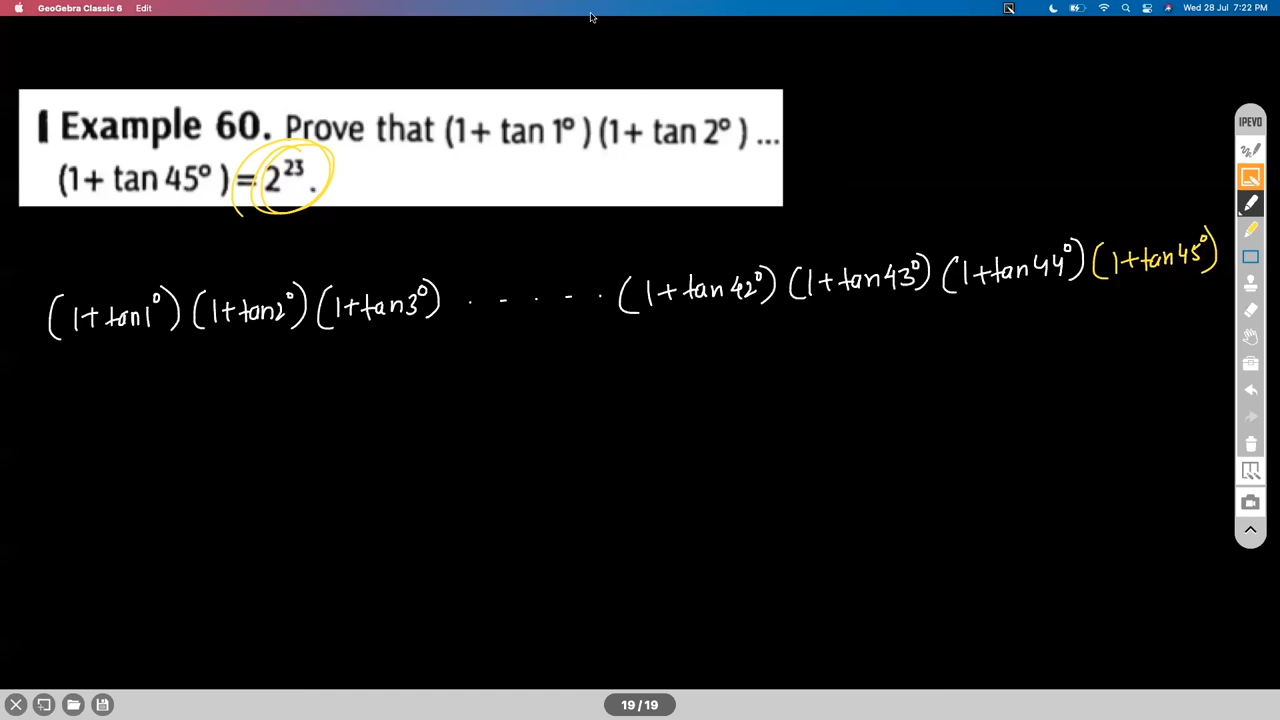 GeoGebra Classic 6 Edit Wed 28 Jul 7:22 PM
Example 60. Prove that (1 + tan 1°) (1 + tan 2°) ...
(1 + tan 45°) = 2²³.
(1+tan1°) (1+tan2°) (1+tan3°) . - . - . (1+tan42°) (1+tan43°) (1+tan44°) (1+tan45°)
IPEVO
19 / 19